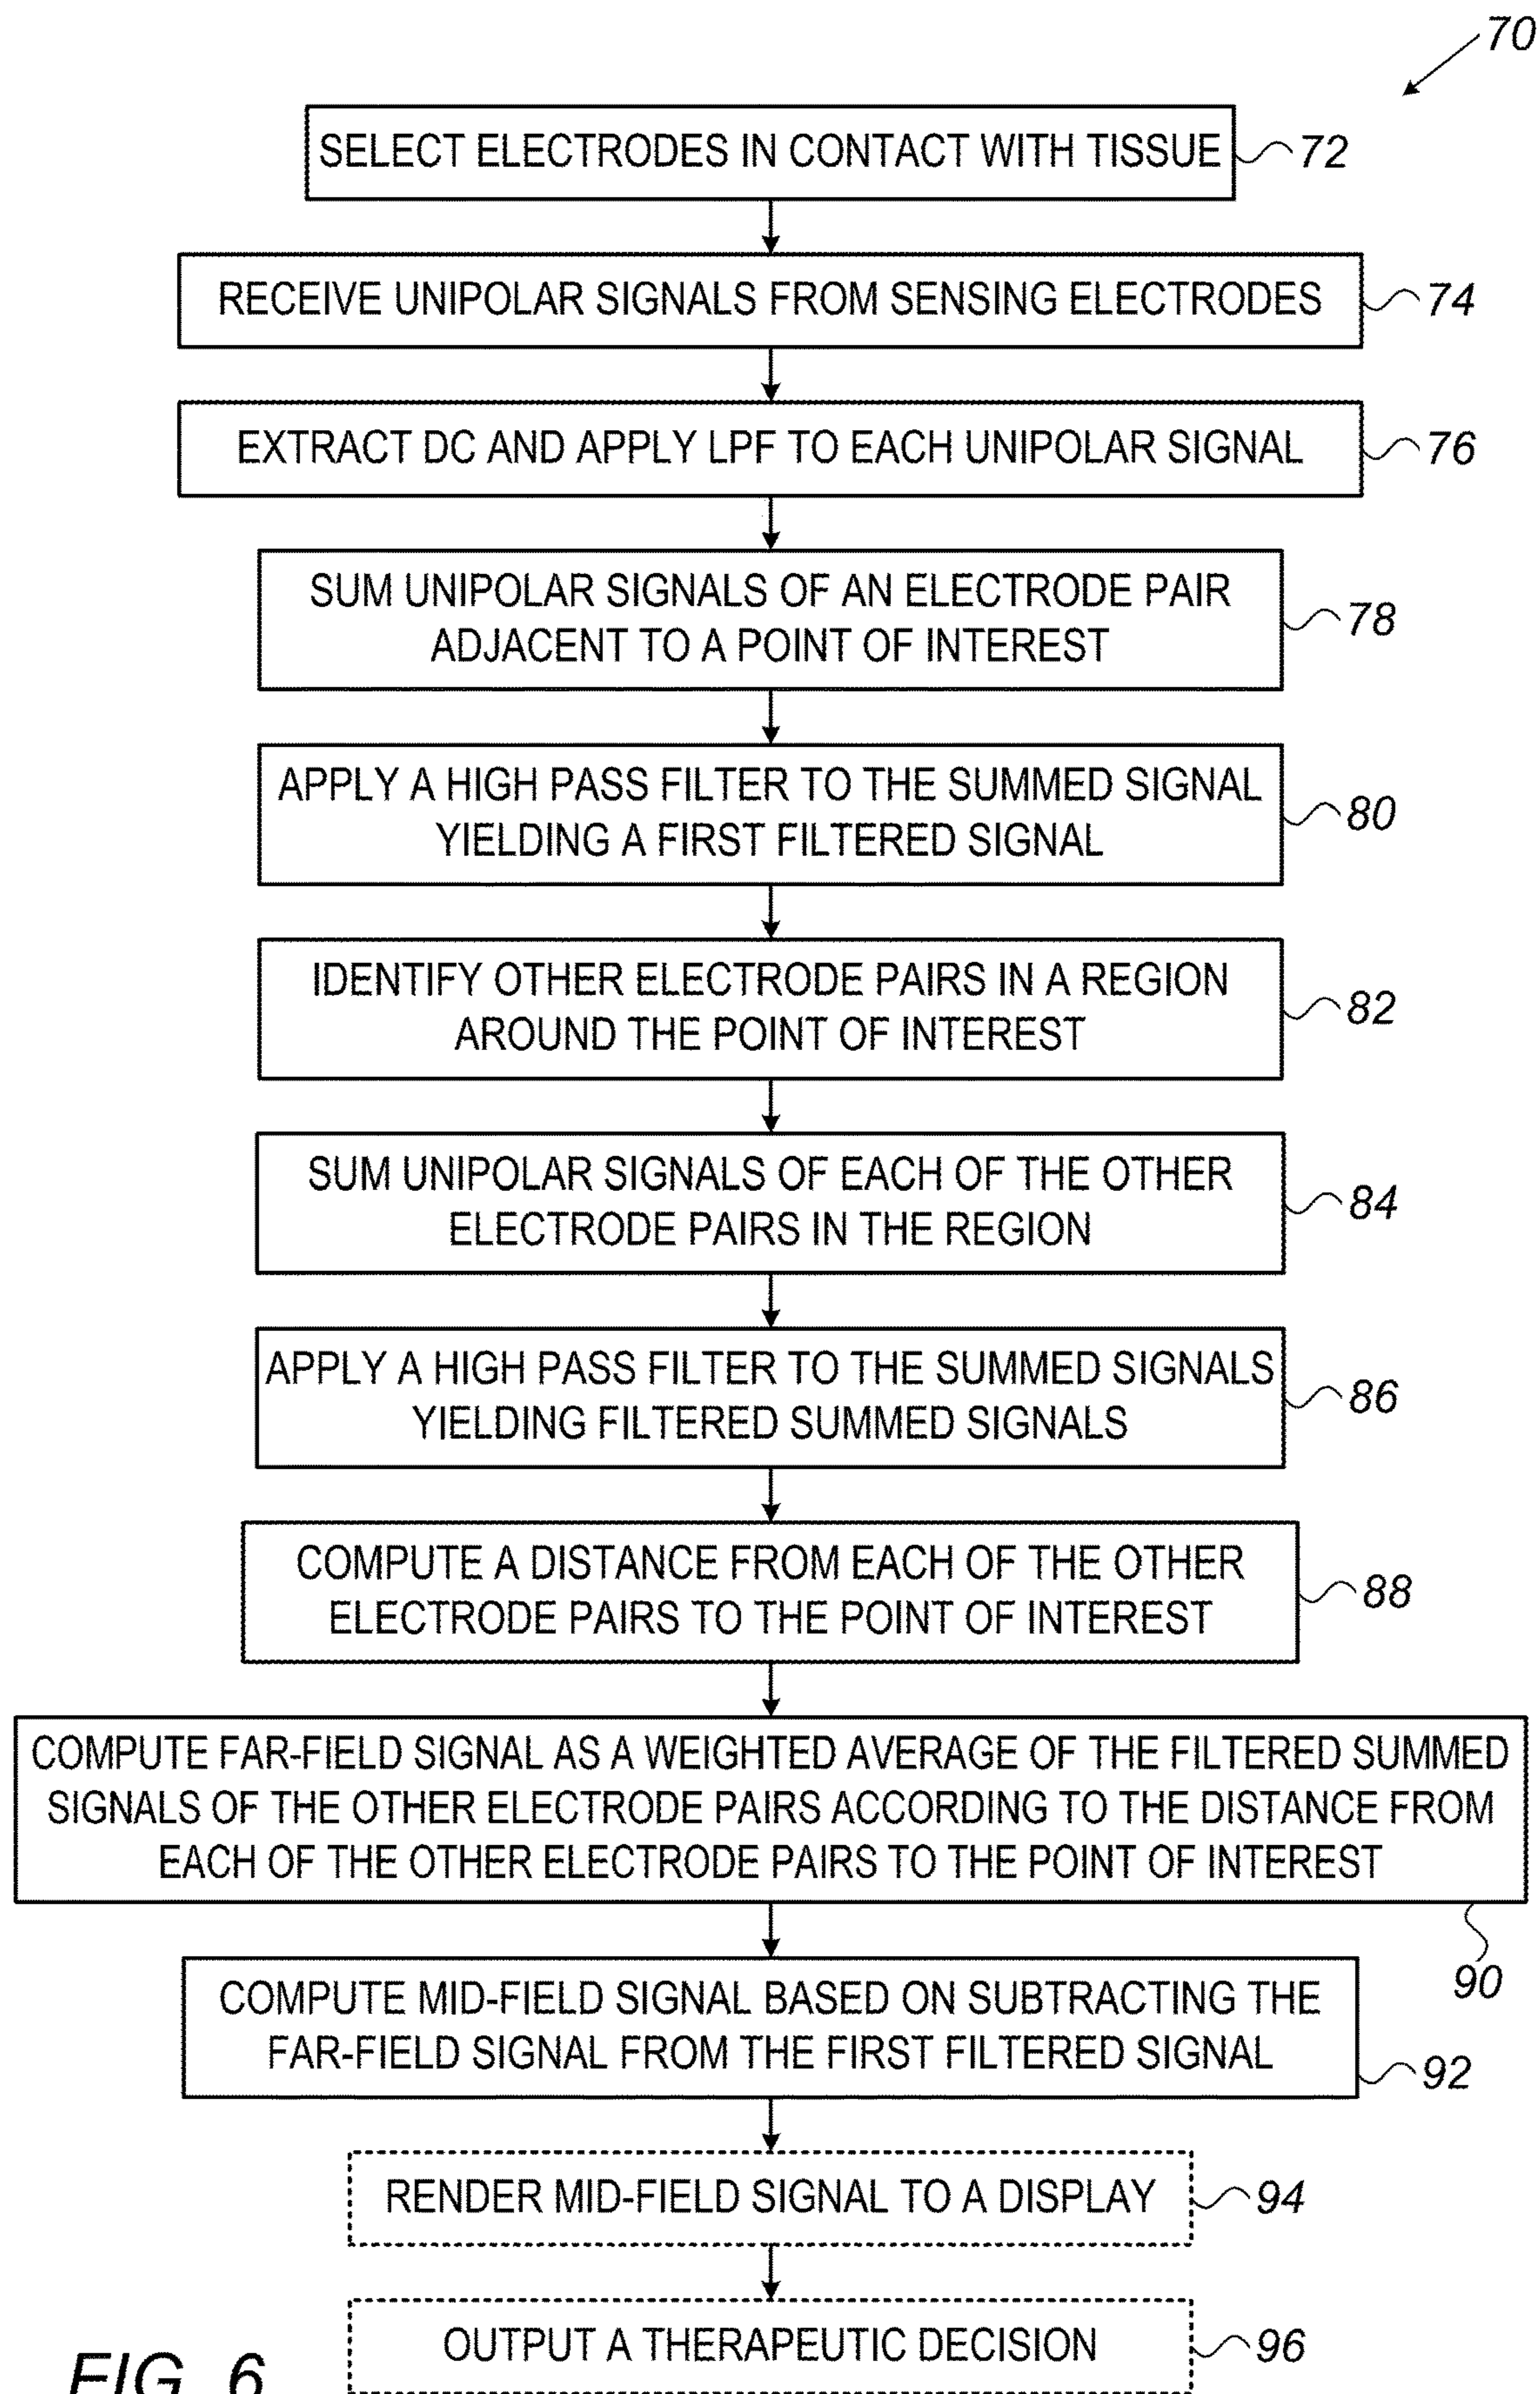 70
SELECT ELECTRODES IN CONTACT WITH TISSUE
72
RECEIVE UNIPOLAR SIGNALS FROM SENSING ELECTRODES
74
EXTRACT DC AND APPLY LPF TO EACH UNIPOLAR SIGNAL
76
SUM UNIPOLAR SIGNALS OF AN ELECTRODE PAIR
ADJACENT TO A POINT OF INTEREST
78
APPLY A HIGH PASS FILTER TO THE SUMMED SIGNAL
YIELDING A FIRST FILTERED SIGNAL
80
IDENTIFY OTHER ELECTRODE PAIRS IN A REGION
AROUND THE POINT OF INTEREST
82
SUM UNIPOLAR SIGNALS OF EACH OF THE OTHER
ELECTRODE PAIRS IN THE REGION
84
APPLY A HIGH PASS FILTER TO THE SUMMED SIGNALS
YIELDING FILTERED SUMMED SIGNALS
86
COMPUTE A DISTANCE FROM EACH OF THE OTHER
ELECTRODE PAIRS TO THE POINT OF INTEREST
88
COMPUTE FAR-FIELD SIGNAL AS A WEIGHTED AVERAGE OF THE FILTERED SUMMED
SIGNALS OF THE OTHER ELECTRODE PAIRS ACCORDING TO THE DISTANCE FROM
EACH OF THE OTHER ELECTRODE PAIRS TO THE POINT OF INTEREST
90
COMPUTE MID-FIELD SIGNAL BASED ON SUBTRACTING THE
FAR-FIELD SIGNAL FROM THE FIRST FILTERED SIGNAL
92
RENDER MID-FIELD SIGNAL TO A DISPLAY
94
OUTPUT A THERAPEUTIC DECISION
96
FIG. 6